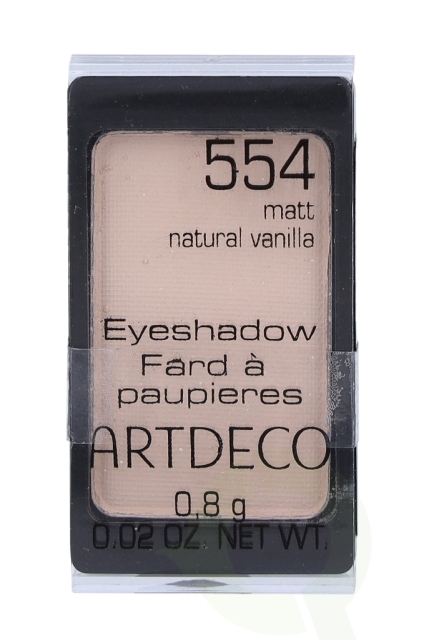 554
matt
natural vanilla
Eyeshadow
Fard à
paupieres
ARTDECO
0,8 g
0.02 OZ. NET WT.